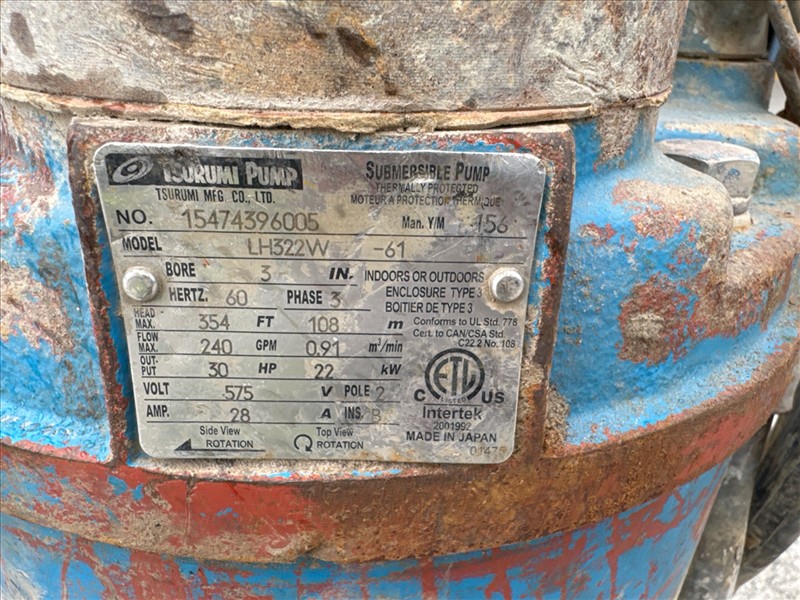 TSURUMI PUMP
TSURUMI MFG. CO., LTD.
SUBMERSIBLE PUMP
THERMALLY PROTECTED
MOTEUR A PROTECTION THERMIQUE
NO. 15474396005 Man. Y/M 156
MODEL LH322W -61
BORE 3 IN.
HERTZ. 60 PHASE 3
INDOORS OR OUTDOORS
ENCLOSURE TYPE 3
BOITIER DE TYPE 3
HEAD MAX. 354 FT 108 m
FLOW MAX. 240 GPM 0.91 m³/min
OUT-PUT 30 HP 22 kW
VOLT 575 V POLE 2
AMP. 28 A INS. B
Conforms to UL Std. 778
Cert. to CAN/CSA Std
C22.2 No. 108
ETL
LISTED
C US
Intertek
2001992
MADE IN JAPAN
Side View
ROTATION
Top View
ROTATION